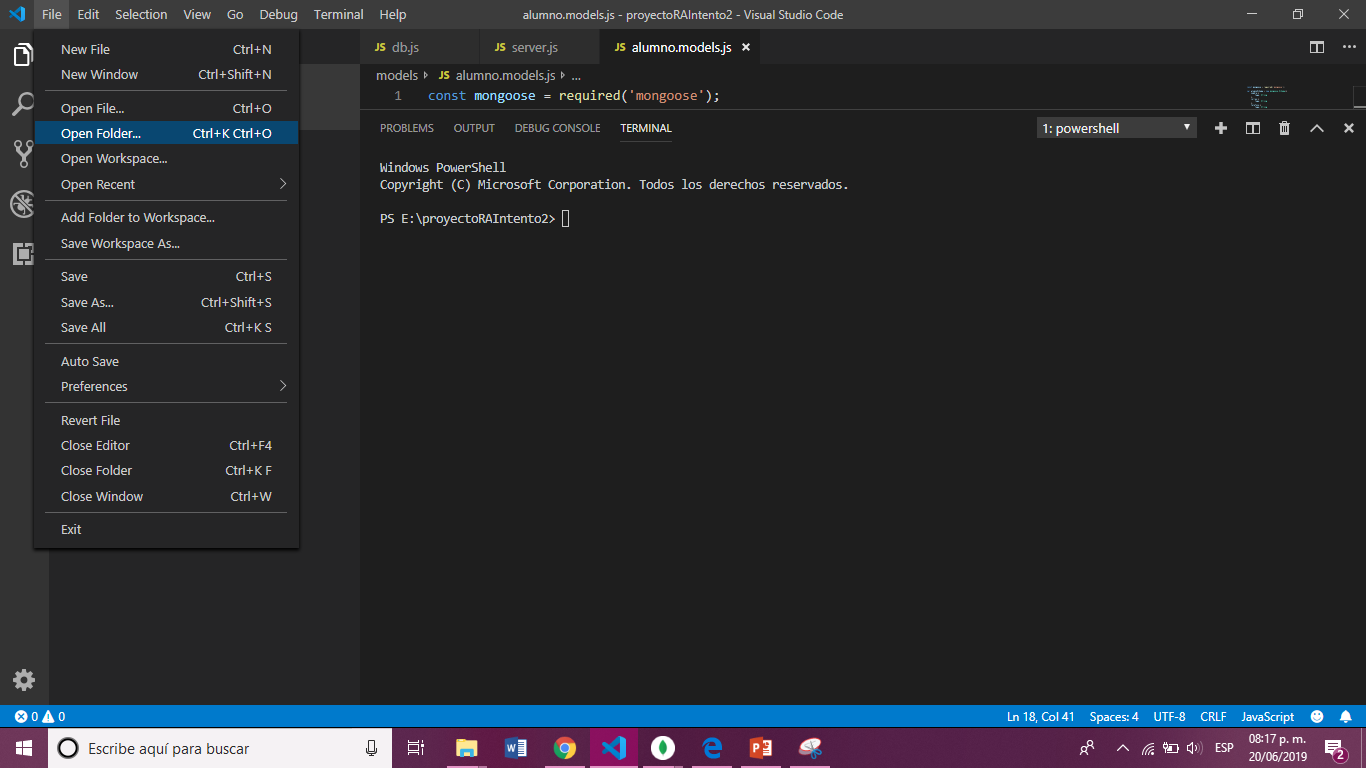 File Edit Selection View Go Debug Terminal Help alumno.models.js - proyectoRAIntento2 - Visual Studio Code
New File Ctrl+N
New Window Ctrl+Shift+N
Open File... Ctrl+O
Open Folder... Ctrl+K Ctrl+O
Open Workspace...
Open Recent
Add Folder to Workspace...
Save Workspace As...
Save Ctrl+S
Save As... Ctrl+Shift+S
Save All Ctrl+K S
Auto Save
Preferences
Revert File
Close Editor Ctrl+F4
Close Folder Ctrl+K F
Close Window Ctrl+W
Exit
JS db.js JS server.js JS alumno.models.js
models JS alumno.models.js ...
1 const mongoose = required('mongoose');
PROBLEMS OUTPUT DEBUG CONSOLE TERMINAL 1: powershell
Windows PowerShell
Copyright (C) Microsoft Corporation. Todos los derechos reservados.
PS E:\proyectoRAIntento2>
0 0 Ln 18, Col 41 Spaces: 4 UTF-8 CRLF JavaScript
Escribe aquí para buscar ESP 08:17 p. m.
20/06/2019 2